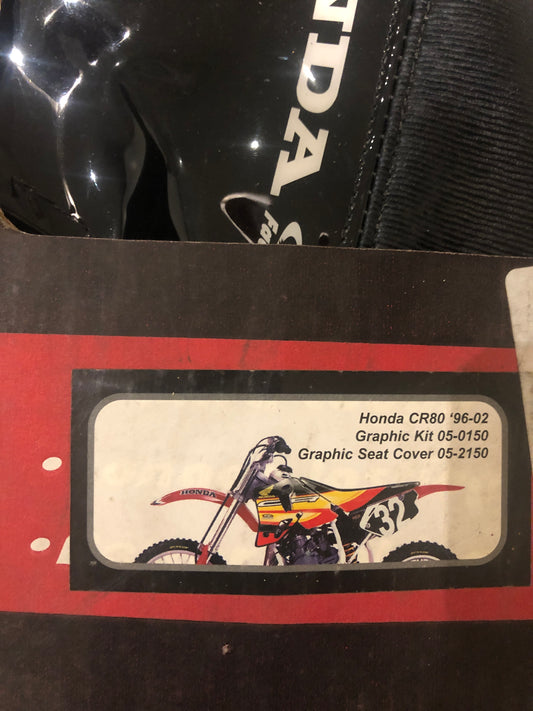 NDA
Honda CR80 '96-02
Graphic Kit 05-0150
Graphic Seat Cover 05-2150
HONDA
32